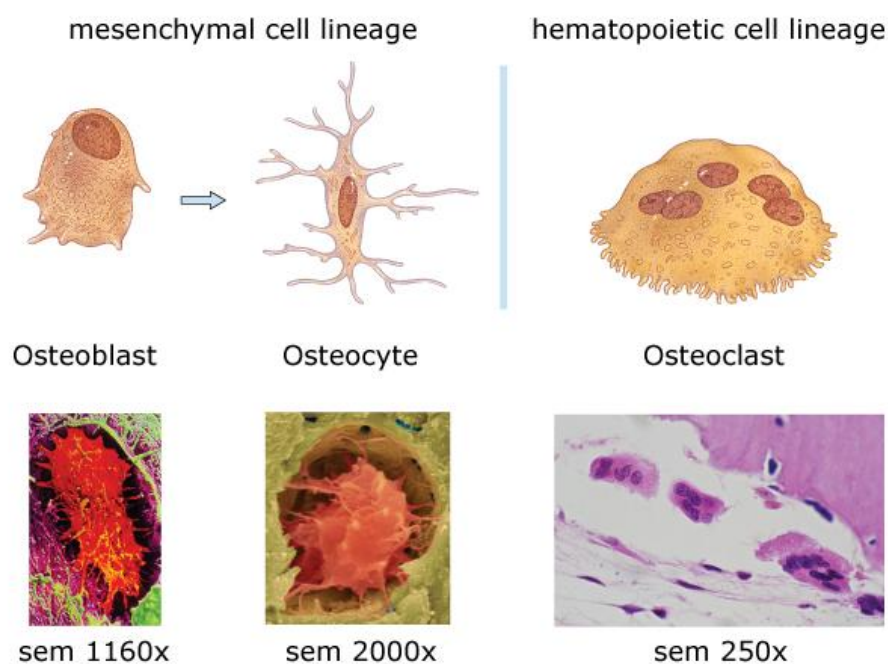 mesenchymal cell lineage
hematopoietic cell lineage
Osteoblast
Osteocyte
Osteoclast
sem 1160x
sem 2000x
sem 250x